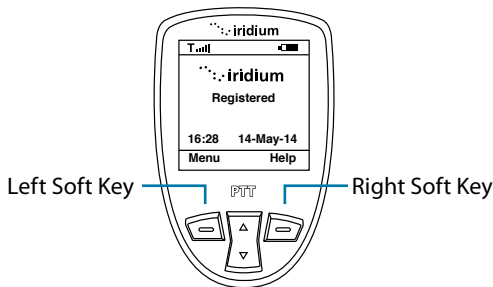 iridium
iridium
Registered
16:28 14-May-14
Menu Help
Left Soft Key PTT Right Soft Key